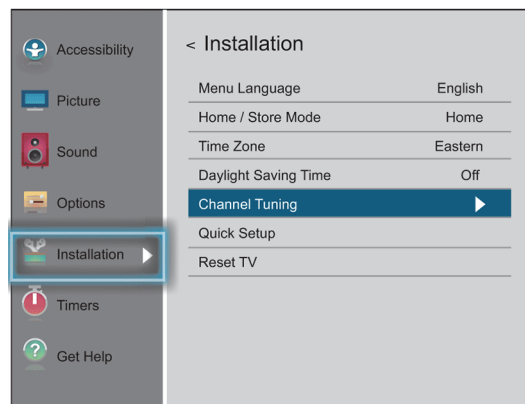 Accessibility
Picture
Sound
Options
Installation
Timers
? Get Help
< Installation
Menu Language English
Home / Store Mode Home
Time Zone Eastern
Daylight Saving Time Off
Channel Tuning
Quick Setup
Reset TV